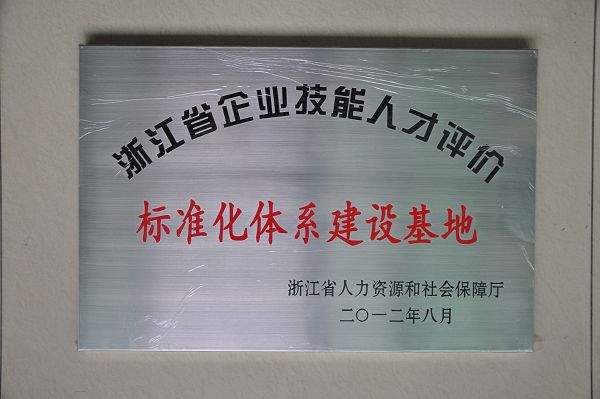 浙江省企业技能人才评价
标准化体系建设基地
浙江省人力资源和社会保障厅
二〇一二年八月